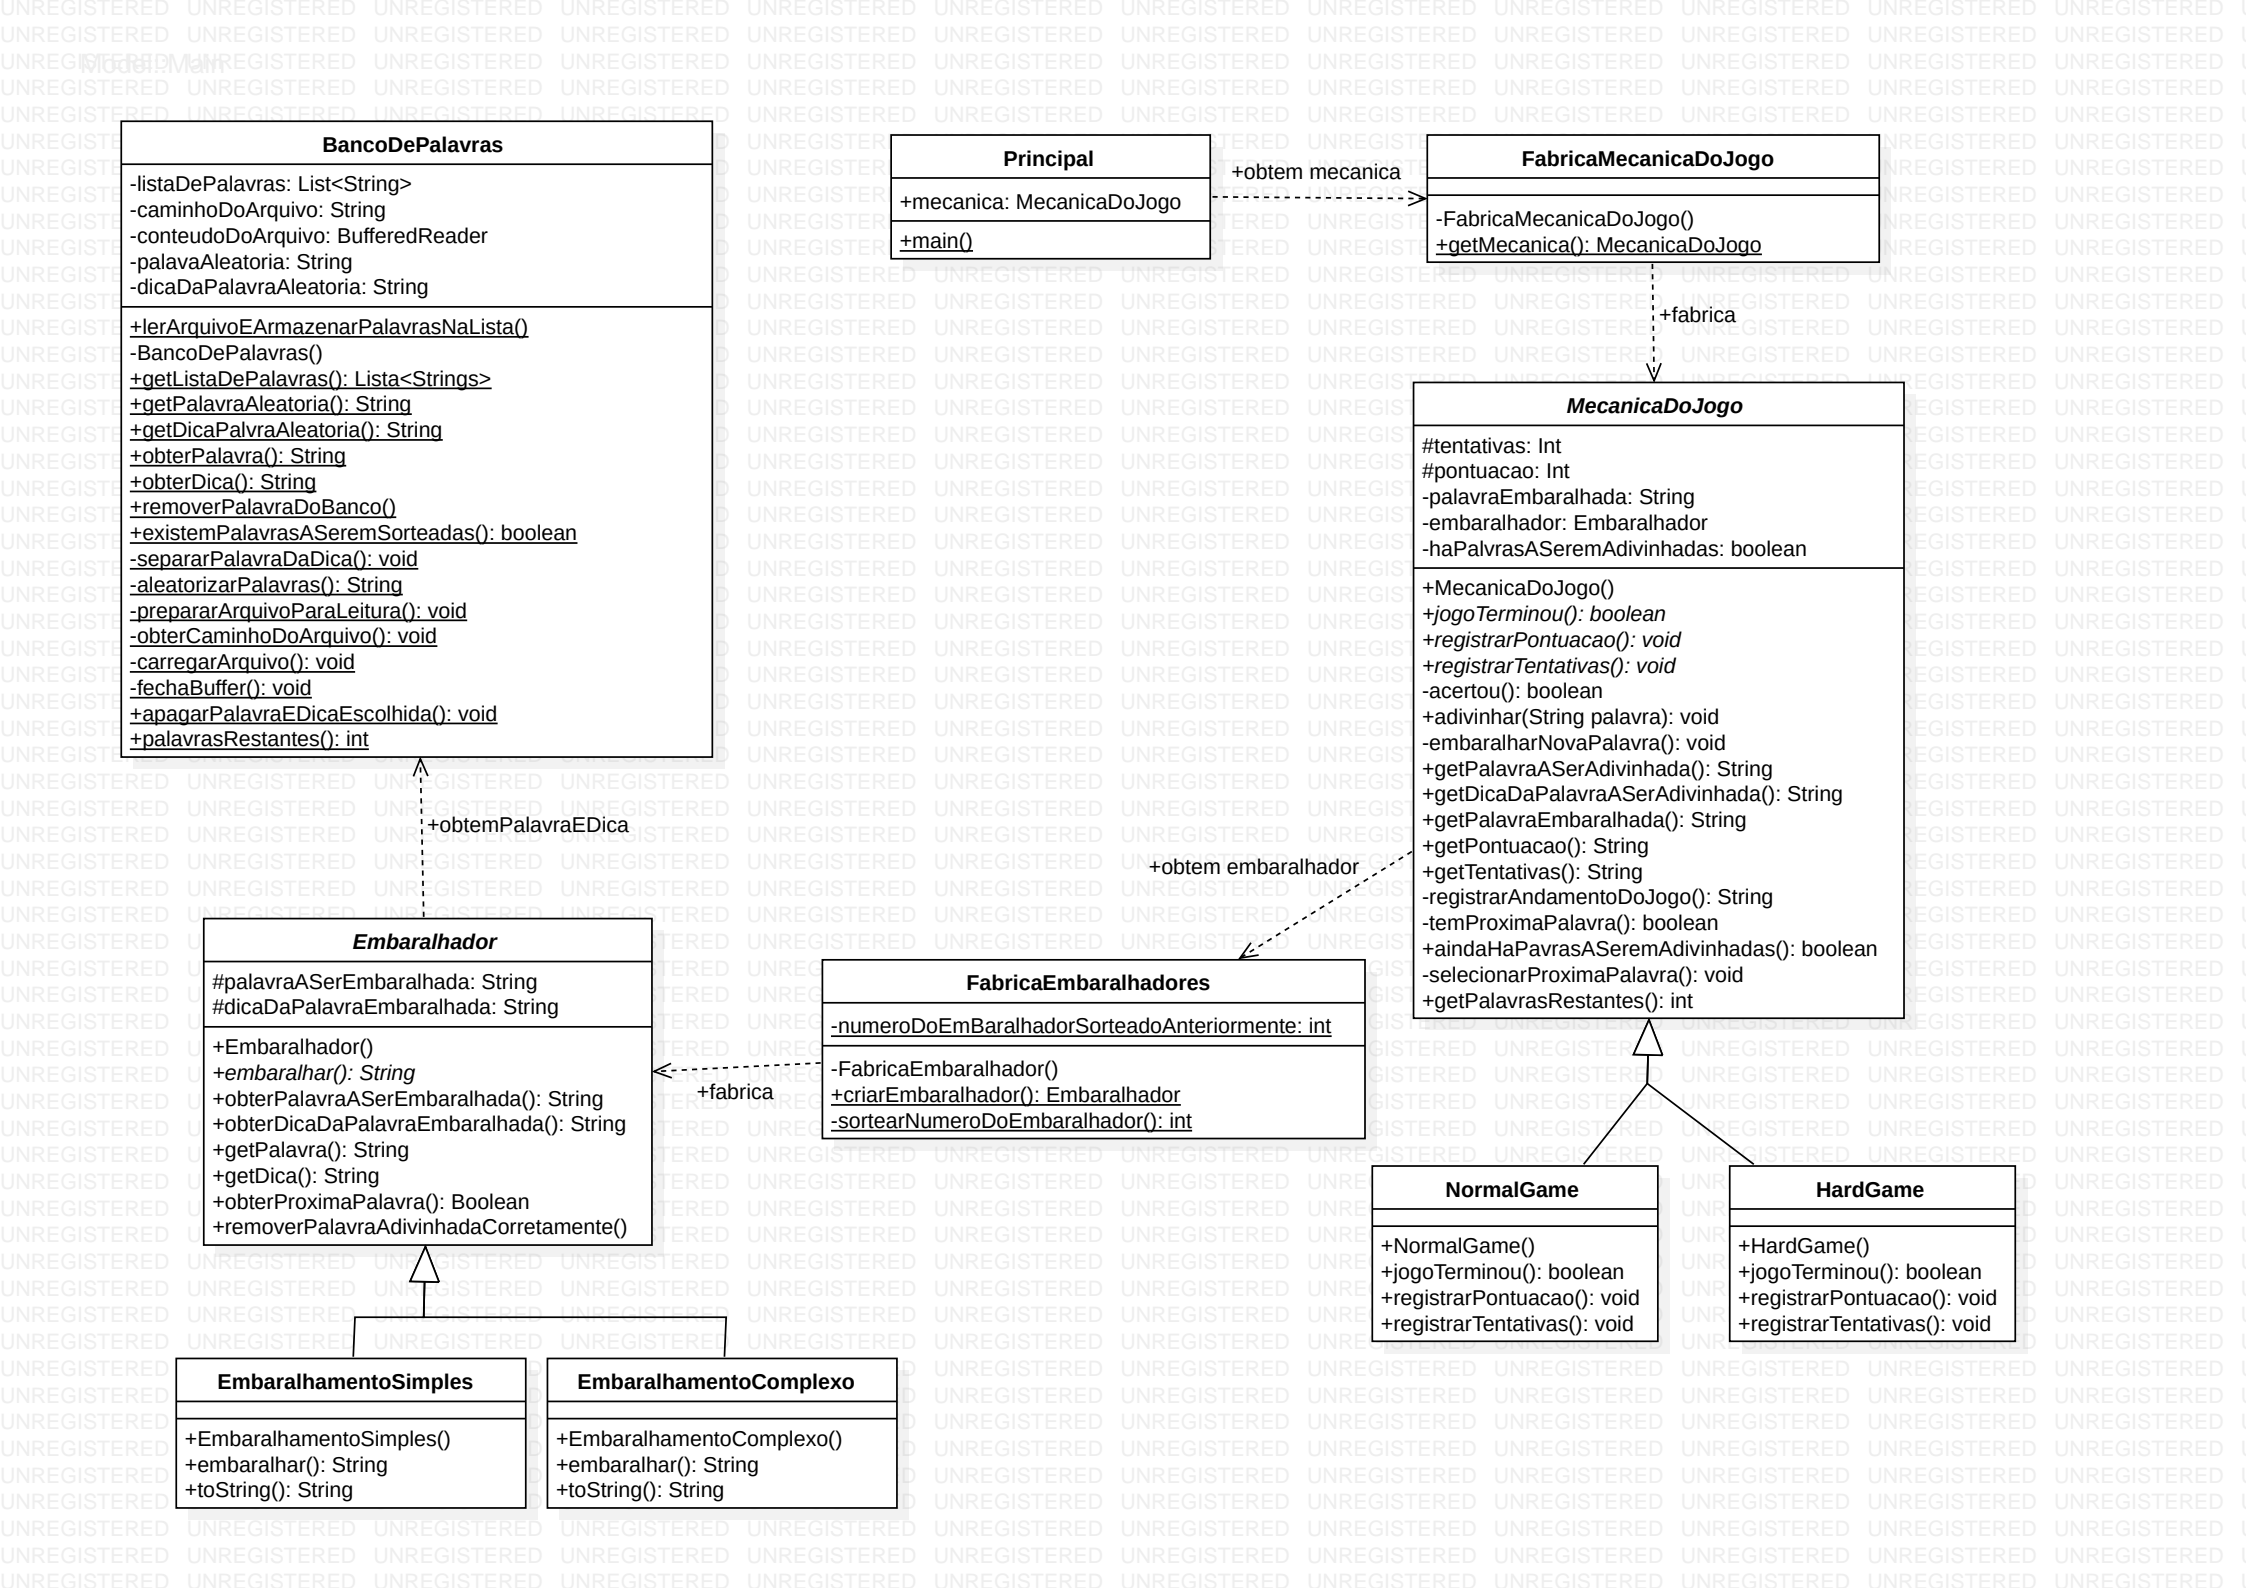 Model::Main
BancoDePalavras
-listaDePalavras: List<String>
-caminhoDoArquivo: String
-conteudoDoArquivo: BufferedReader
-palavaAleatoria: String
-dicaDaPalavraAleatoria: String
+lerArquivoEArmazenarPalavrasNaLista()
-BancoDePalavras()
+getListaDePalavras(): Lista<Strings>
+getPalavraAleatoria(): String
+getDicaPalvraAleatoria(): String
+obterPalavra(): String
+obterDica(): String
+removerPalavraDoBanco()
+existemPalavrasASeremSorteadas(): boolean
-separarPalavraDaDica(): void
-aleatorizarPalavras(): String
-prepararArquivoParaLeitura(): void
-obterCaminhoDoArquivo(): void
-carregarArquivo(): void
-fechaBuffer(): void
+apagarPalavraEDicaEscolhida(): void
+palavrasRestantes(): int
Principal
+mecanica: MecanicaDoJogo
+main()
+obtem mecanica
FabricaMecanicaDoJogo
-FabricaMecanicaDoJogo()
+getMecanica(): MecanicaDoJogo
+fabrica
MecanicaDoJogo
#tentativas: Int
#pontuacao: Int
-palavraEmbaralhada: String
-embaralhador: Embaralhador
-haPalvrasASeremAdivinhadas: boolean
+MecanicaDoJogo()
+jogoTerminou(): boolean
+registrarPontuacao(): void
+registrarTentativas(): void
-acertou(): boolean
+adivinhar(String palavra): void
-embaralharNovaPalavra(): void
+getPalavraASerAdivinhada(): String
+getDicaDaPalavraASerAdivinhada(): String
+getPalavraEmbaralhada(): String
+getPontuacao(): String
+getTentativas(): String
-registrarAndamentoDoJogo(): String
-temProximaPalavra(): boolean
+aindaHaPavrasASeremAdivinhadas(): boolean
-selecionarProximaPalavra(): void
+getPalavrasRestantes(): int
+obtemPalavraEDica
+obtem embaralhador
Embaralhador
#palavraASerEmbaralhada: String
#dicaDaPalavraEmbaralhada: String
+Embaralhador()
+embaralhar(): String
+obterPalavraASerEmbaralhada(): String
+obterDicaDaPalavraEmbaralhada(): String
+getPalavra(): String
+getDica(): String
+obterProximaPalavra(): Boolean
+removerPalavraAdivinhadaCorretamente()
+fabrica
FabricaEmbaralhadores
-numeroDoEmBaralhadorSorteadoAnteriormente: int
-FabricaEmbaralhador()
+criarEmbaralhador(): Embaralhador
-sortearNumeroDoEmbaralhador(): int
NormalGame
+NormalGame()
+jogoTerminou(): boolean
+registrarPontuacao(): void
+registrarTentativas(): void
HardGame
+HardGame()
+jogoTerminou(): boolean
+registrarPontuacao(): void
+registrarTentativas(): void
EmbaralhamentoSimples
+EmbaralhamentoSimples()
+embaralhar(): String
+toString(): String
EmbaralhamentoComplexo
+EmbaralhamentoComplexo()
+embaralhar(): String
+toString(): String